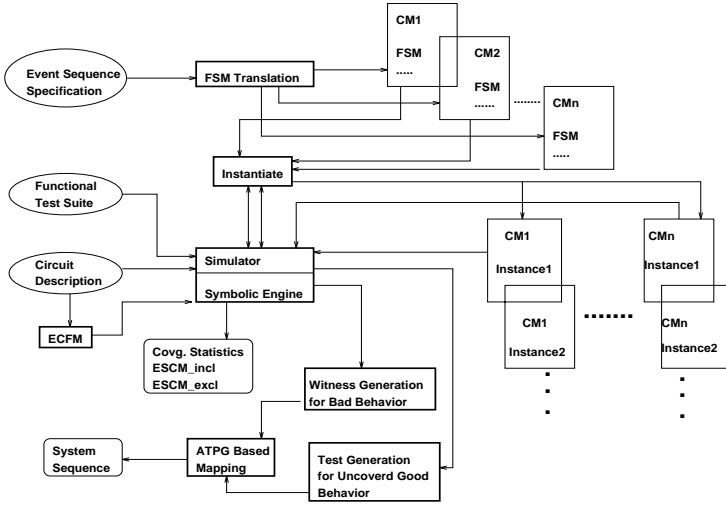 CM1
FSM
.....
Event Sequence
Specification
FSM Translation
CM2
FSM
......
........
CMn
FSM
.....
Instantiate
Functional
Test Suite
Simulator
Symbolic Engine
Circuit
Description
ECFM
CM1
Instance1
CMn
Instance1
CM1
Instance2
CMn
Instance2
Covg. Statistics
ESCM_incl
ESCM_excl
Witness Generation
for Bad Behavior
System
Sequence
ATPG Based
Mapping
Test Generation
for Uncoverd Good
Behavior